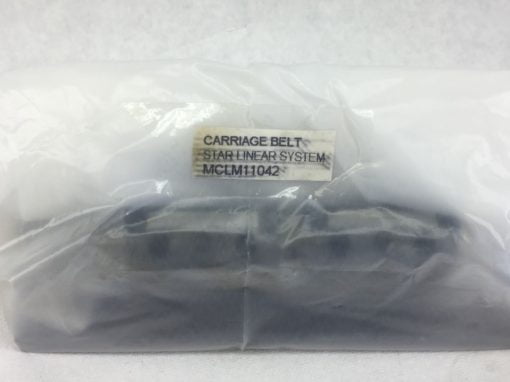 CARRIAGE BELT
STAR LINEAR SYSTEM
MCLM11042